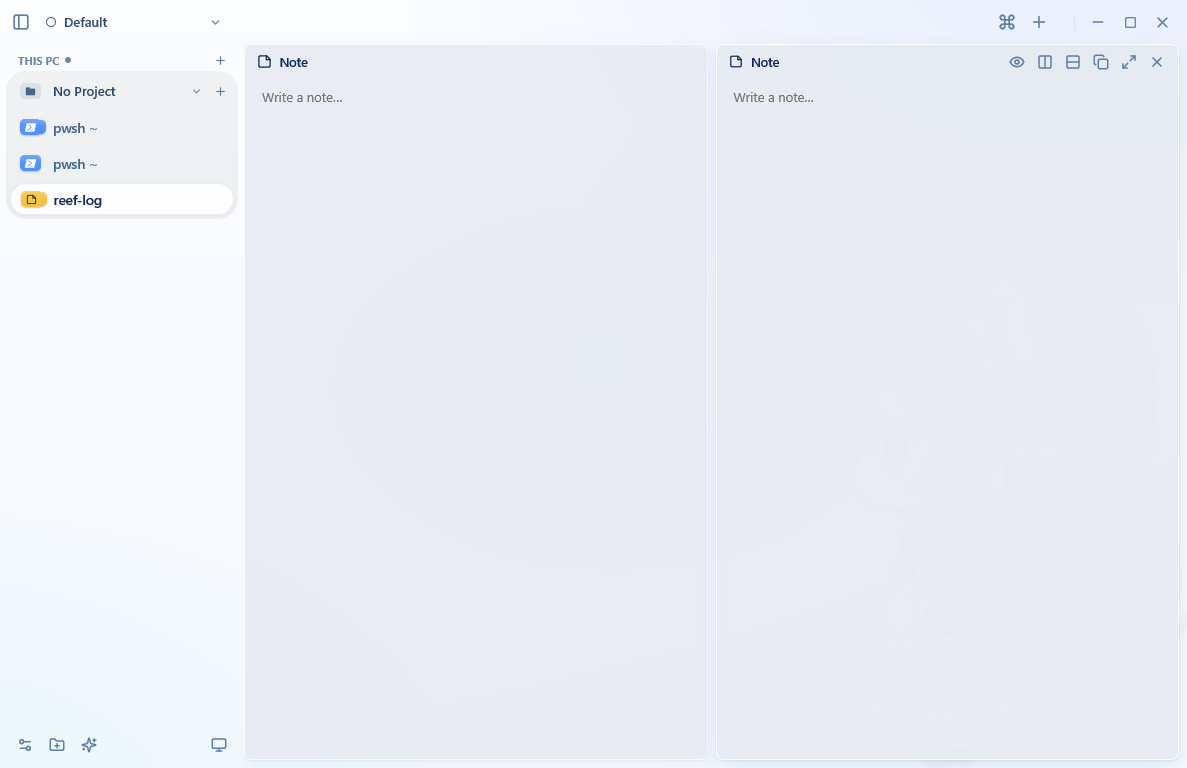 Default
THIS PC
No Project
pwsh ~
pwsh ~
reef-log
Note
Write a note...
Note
Write a note...